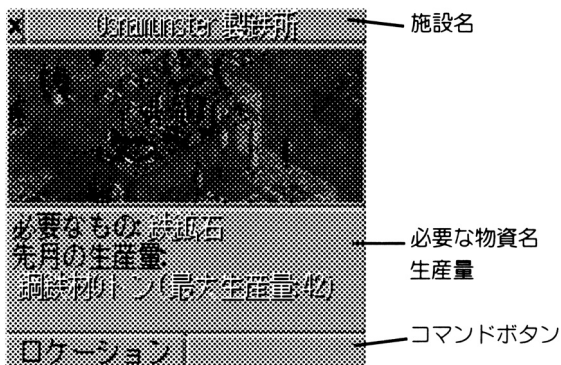 製鉄所
施設名
必要なもの: 鉄鉱石
先月の生産量:
(最大生産量:42)
必要な物資名
生産量
ロケーション
コマンドボタン